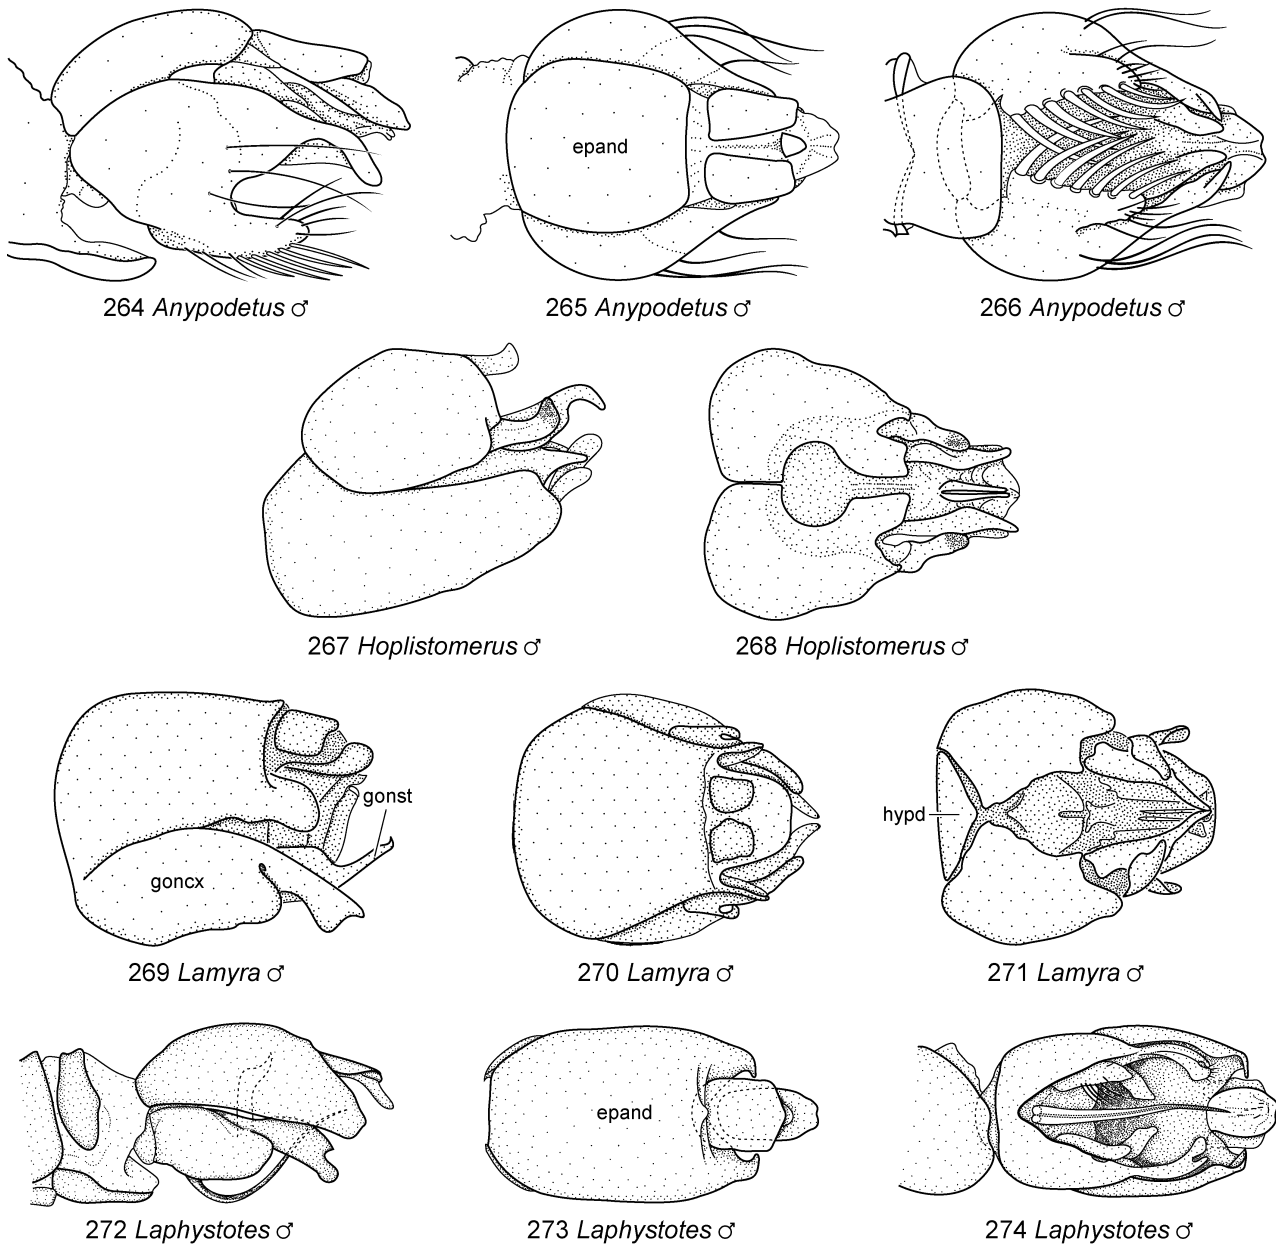 epand
264 Anypodetus ♂
265 Anypodetus ♂
266 Anypodetus ♂
267 Hoplistomerus ♂
268 Hoplistomerus ♂
gonst
goncx
hypd
269 Lamyra ♂
270 Lamyra ♂
271 Lamyra ♂
epand
272 Laphystotes ♂
273 Laphystotes ♂
274 Laphystotes ♂